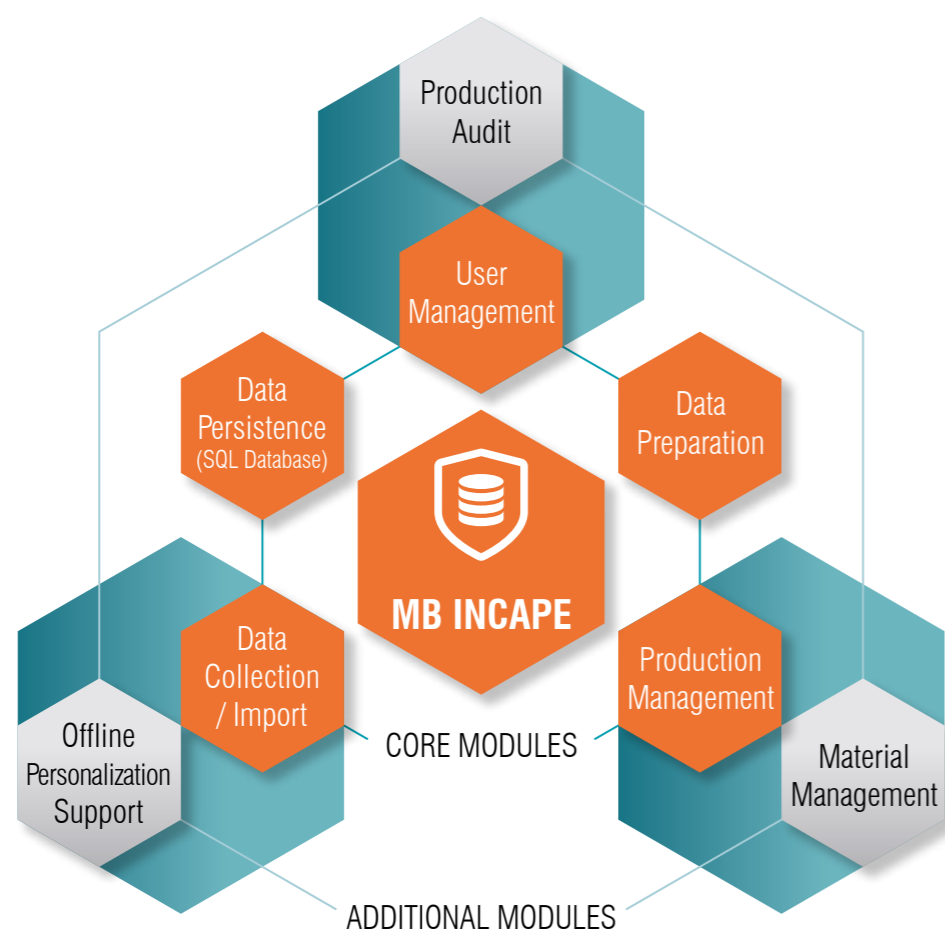 Production
Audit
User
Management
Data
Persistence
(SQL Database)
Data
Preparation
MB INCAPE
Data
Collection
/ Import
Production
Management
CORE MODULES
Offline
Personalization
Support
Material
Management
ADDITIONAL MODULES